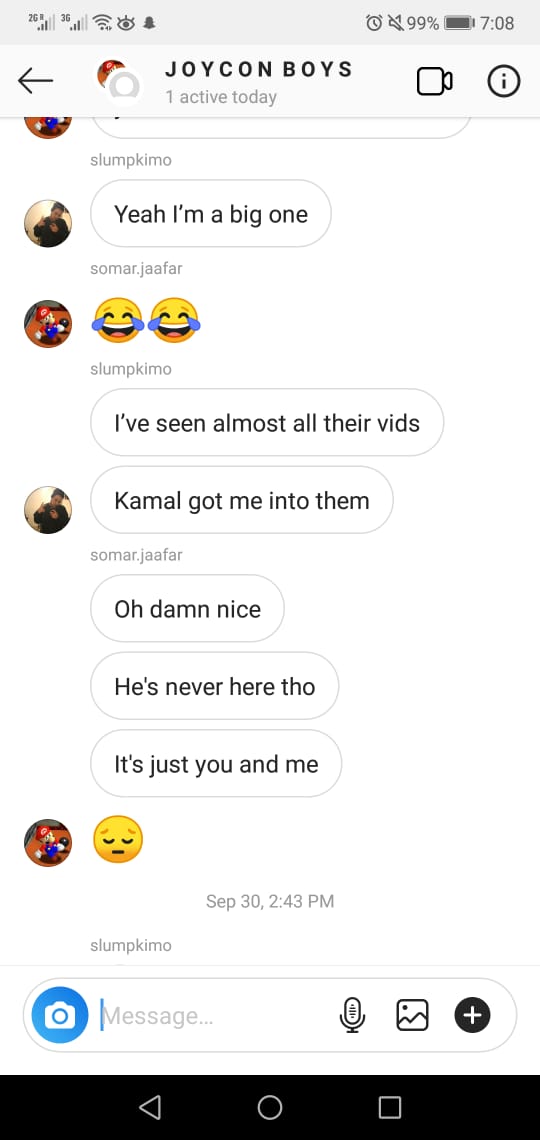 2G R 3G 99% 7:08
JOYCON BOYS
1 active today
slumpkimo
Yeah I’m a big one
somar.jaafar
😂😂
slumpkimo
I’ve seen almost all their vids
Kamal got me into them
somar.jaafar
Oh damn nice
He's never here tho
It's just you and me
😔
Sep 30, 2:43 PM
slumpkimo
Message...